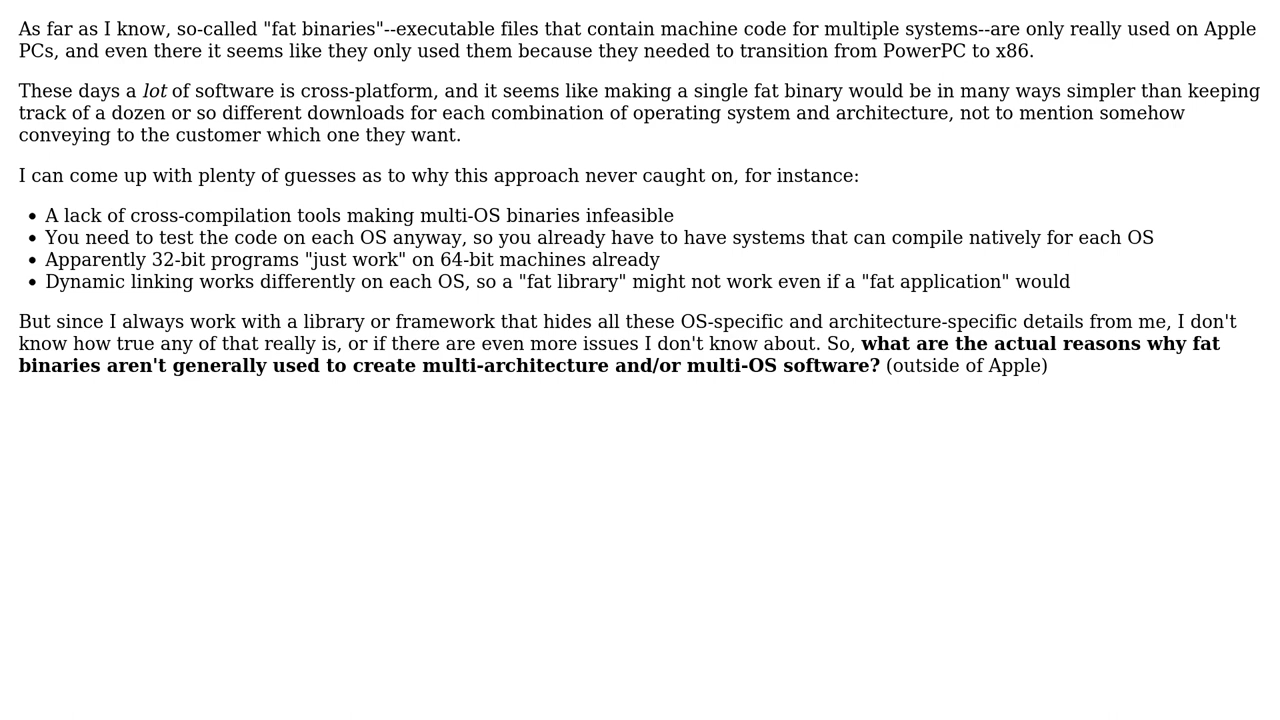 As far as I know, so-called "fat binaries"--executable files that contain machine code for multiple systems--are only really used on Apple
PCs, and even there it seems like they only used them because they needed to transition from PowerPC to x86.
These days a lot of software is cross-platform, and it seems like making a single fat binary would be in many ways simpler than keeping
track of a dozen or so different downloads for each combination of operating system and architecture, not to mention somehow
conveying to the customer which one they want.
I can come up with plenty of guesses as to why this approach never caught on, for instance:
• A lack of cross-compilation tools making multi-OS binaries infeasible
• You need to test the code on each OS anyway, so you already have to have systems that can compile natively for each OS
• Apparently 32-bit programs "just work" on 64-bit machines already
• Dynamic linking works differently on each OS, so a "fat library" might not work even if a "fat application" would
But since I always work with a library or framework that hides all these OS-specific and architecture-specific details from me, I don't
know how true any of that really is, or if there are even more issues I don't know about. So, what are the actual reasons why fat
binaries aren't generally used to create multi-architecture and/or multi-OS software? (outside of Apple)